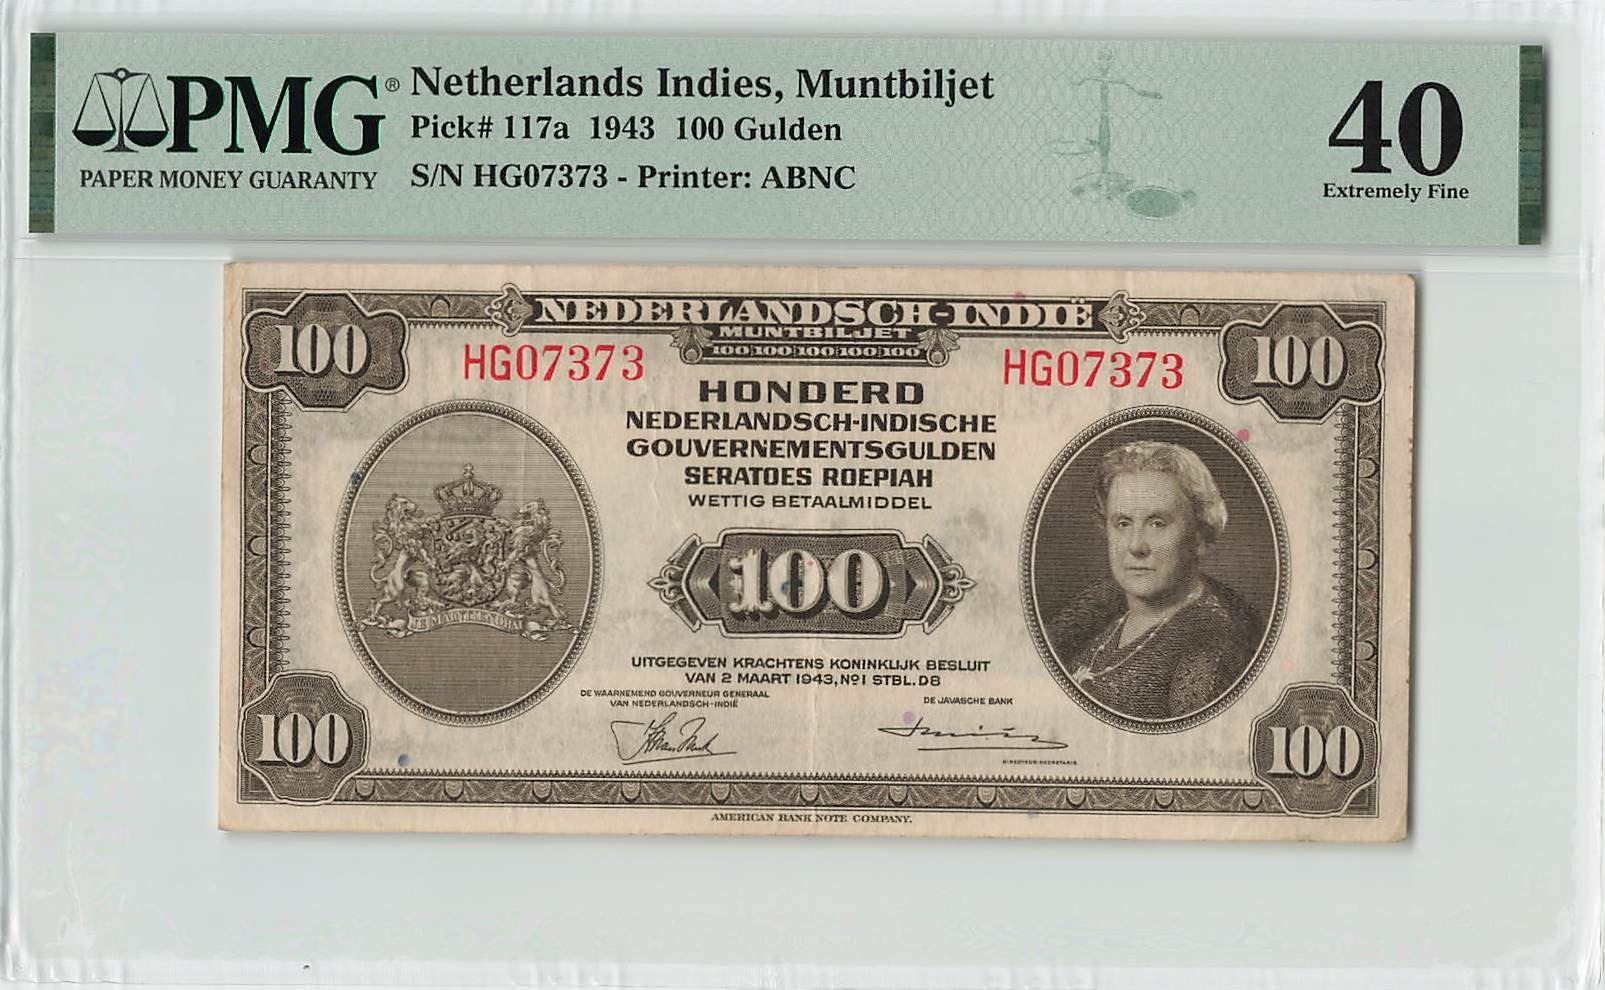 PMG®
PAPER MONEY GUARANTY
Netherlands Indies, Muntbiljet
Pick# 117a 1943 100 Gulden
S/N HG07373 - Printer: ABNC
40
Extremely Fine
NEDERLANDSCH-INDIË
MUNTBILJET
100 100 100 100 100
100
100
HG07373
HG07373
HONDERD
NEDERLANDSCH-INDISCHE
GOUVERNEMENTSGULDEN
SERATOES ROEPIAH
WETTIG BETAALMIDDEL
100
JE MAINTIENDRAI
UITGEGEVEN KRACHTENS KONINKLIJK BESLUIT
VAN 2 MAART 1943, No1 STBL. D8
DE WAARNEMEND GOUVERNEUR GENERAAL
VAN NEDERLANDSCH-INDIË
DE JAVASCHE BANK
DIRECTEUR-SECRETARIS
100
100
AMERICAN BANK NOTE COMPANY.